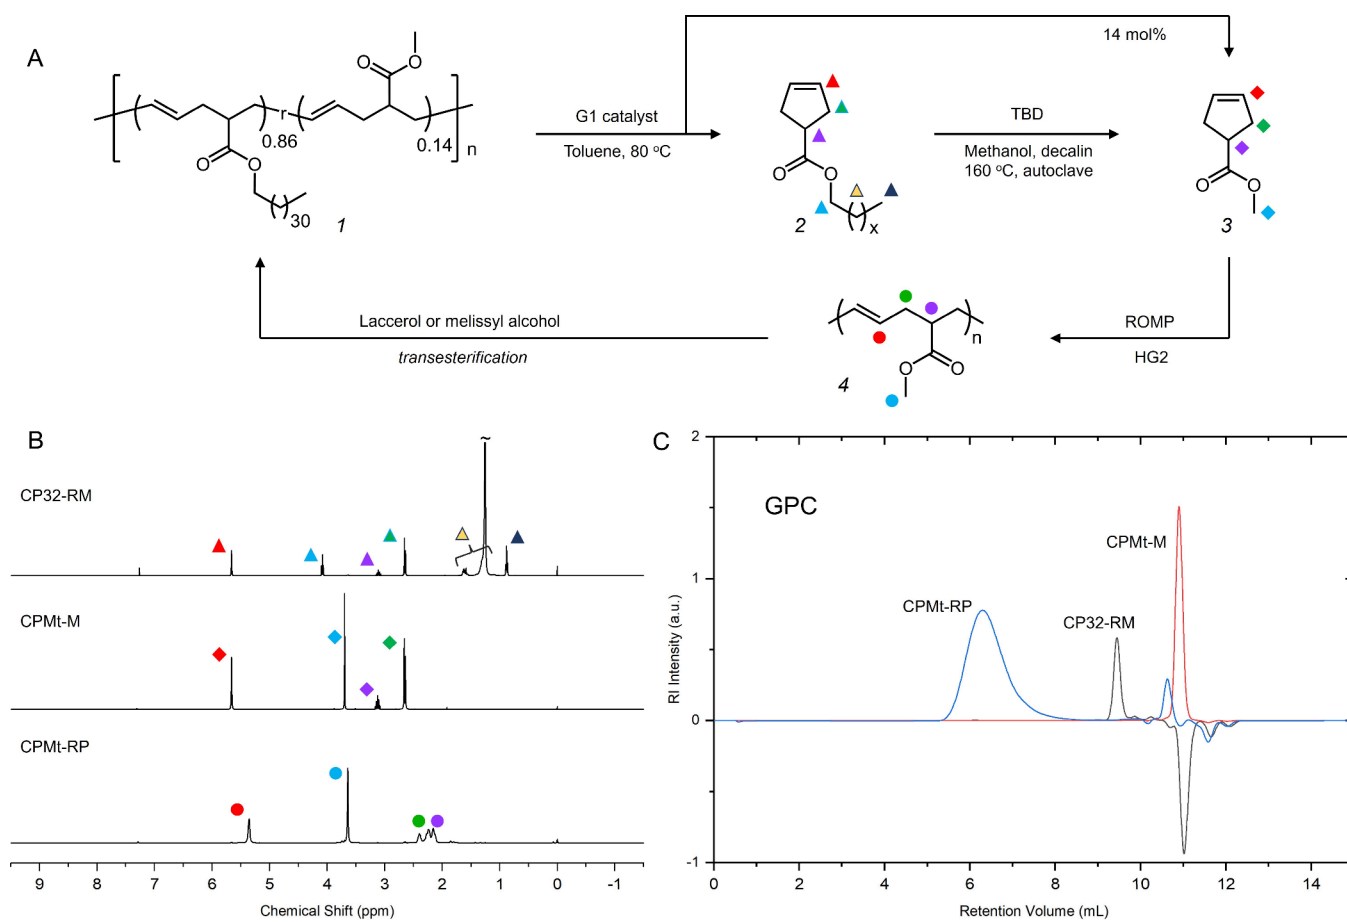 A
O
O
r
0.86
0.14
n
O
O
30
1
G1 catalyst
Toluene, 80 °C
14 mol%
O
O
x
2
TBD
Methanol, decalin
160 °C, autoclave
O
O
3
Laccerol or melissyl alcohol
transesterification
n
O
O
4
ROMP
HG2
B
~
CP32-RM
CPMt-M
CPMt-RP
9 8 7 6 5 4 3 2 1 0 -1
Chemical Shift (ppm)
C
GPC
CPMt-RP
CP32-RM
CPMt-M
2
1
0
-1
RI Intensity (a.u.)
0 2 4 6 8 10 12 14
Retention Volume (mL)